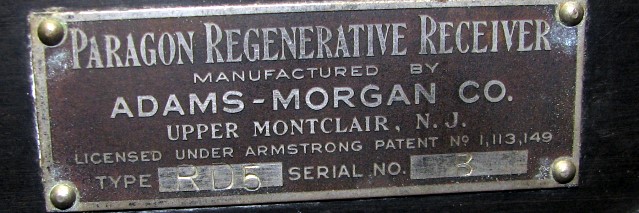 PARAGON REGENERATIVE RECEIVER
MANUFACTURED BY
ADAMS-MORGAN CO.
UPPER MONTCLAIR, N.J.
LICENSED UNDER ARMSTRONG PATENT Nº 1,113,149
TYPE RD5 SERIAL NO. 3